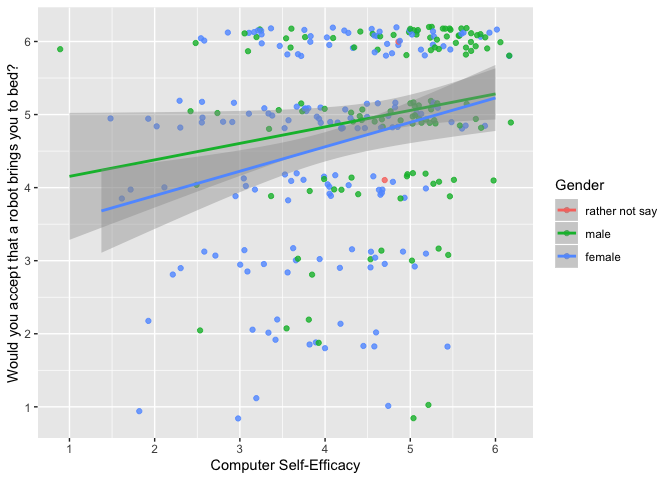 Would you accept that a robot brings you to bed?
6
5
4
3
2
1
1 2 3 4 5 6
Computer Self-Efficacy
Gender
rather not say
male
female